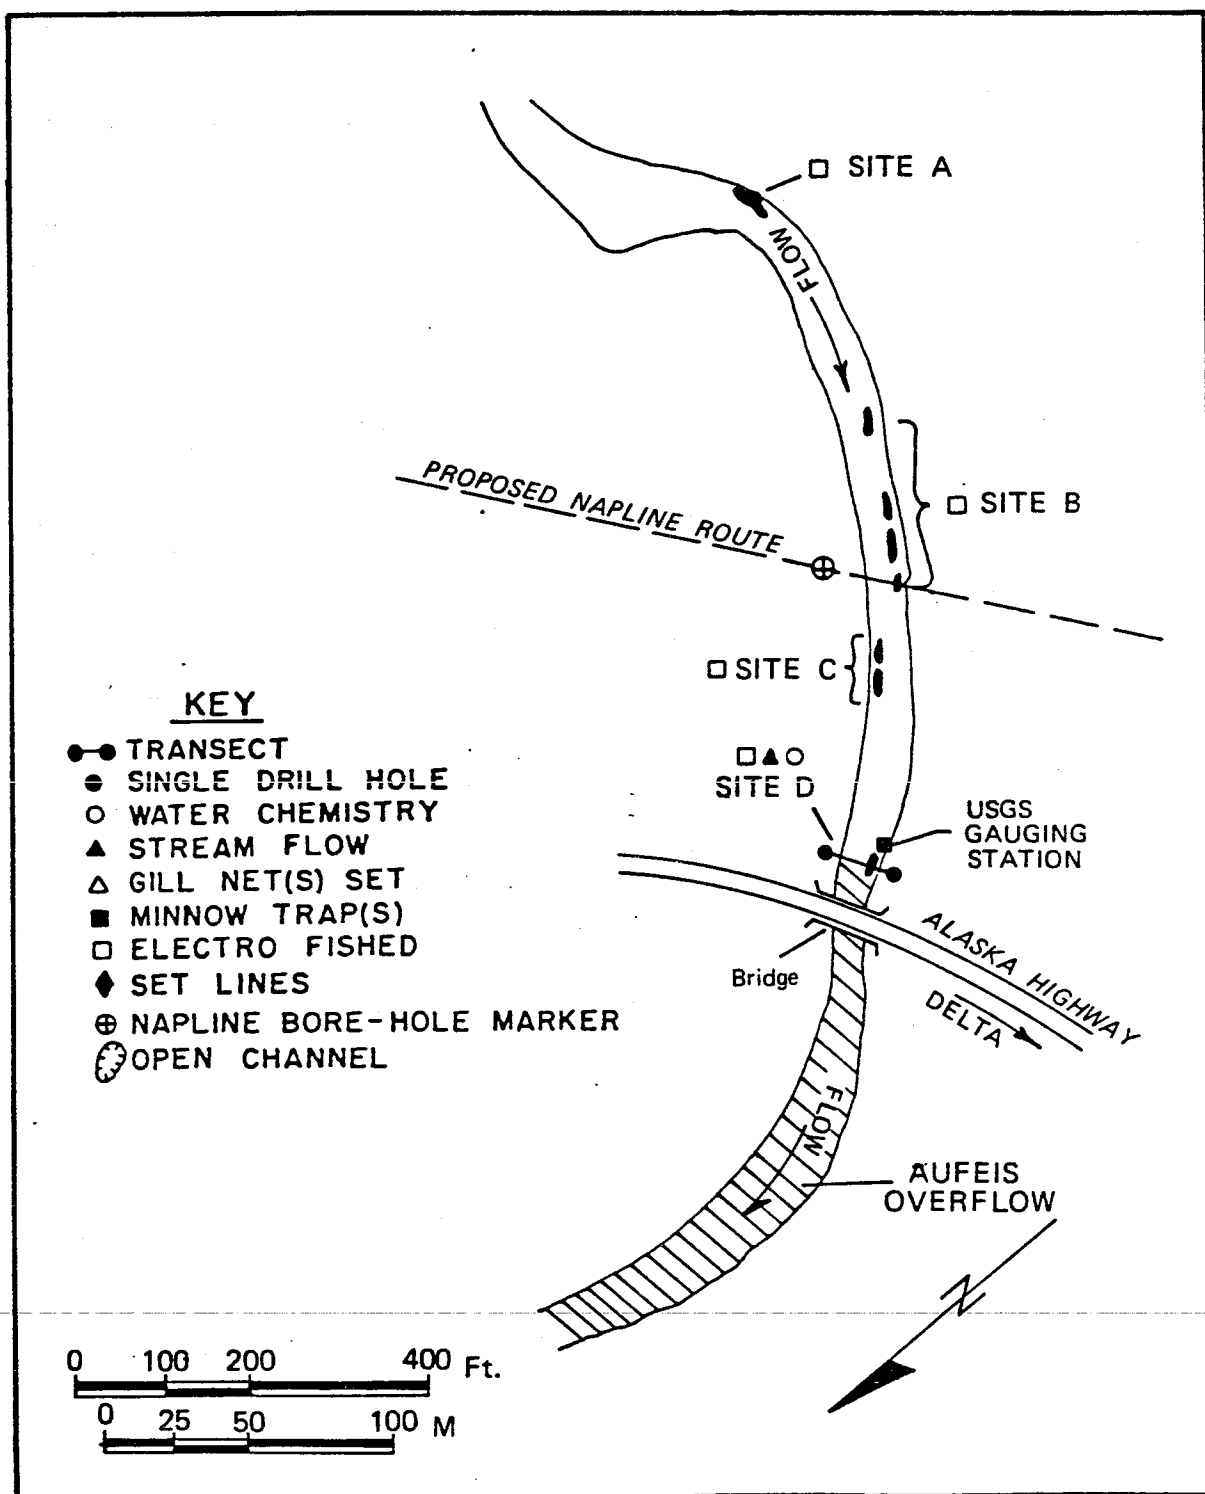 SITE A
FLOW
PROPOSED NAPLINE ROUTE
SITE B
SITE C
KEY
TRANSECT
SINGLE DRILL HOLE
WATER CHEMISTRY
STREAM FLOW
GILL NET(S) SET
MINNOW TRAP(S)
ELECTRO FISHED
SET LINES
NAPLINE BORE-HOLE MARKER
OPEN CHANNEL
SITE D
USGS
GAUGING
STATION
ALASKA HIGHWAY
Bridge
DELTA
FLOW
AUFEIS
OVERFLOW
N
0 100 200 400 Ft.
0 25 50 100 M